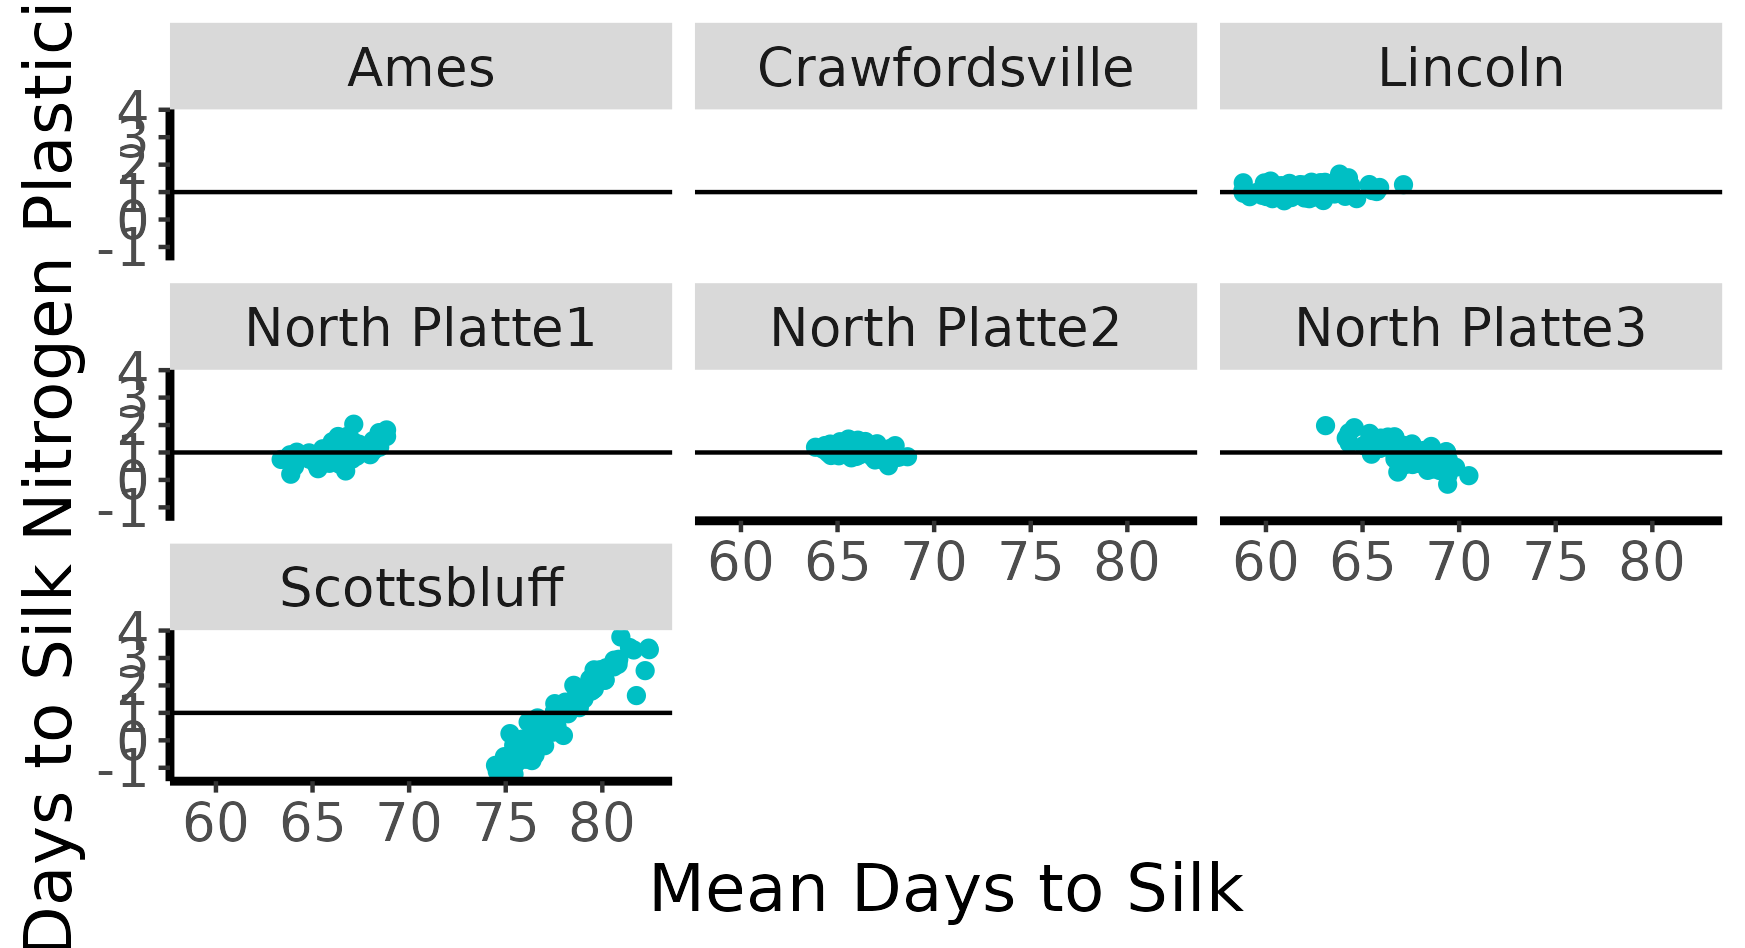 Days to Silk Nitrogen Plastici
Ames
Crawfordsville
Lincoln
4
3
2
1
0
-1
North Platte1
North Platte2
North Platte3
4
3
2
1
0
-1
60 65 70 75 80
60 65 70 75 80
Scottsbluff
4
3
2
1
0
-1
60 65 70 75 80
Mean Days to Silk